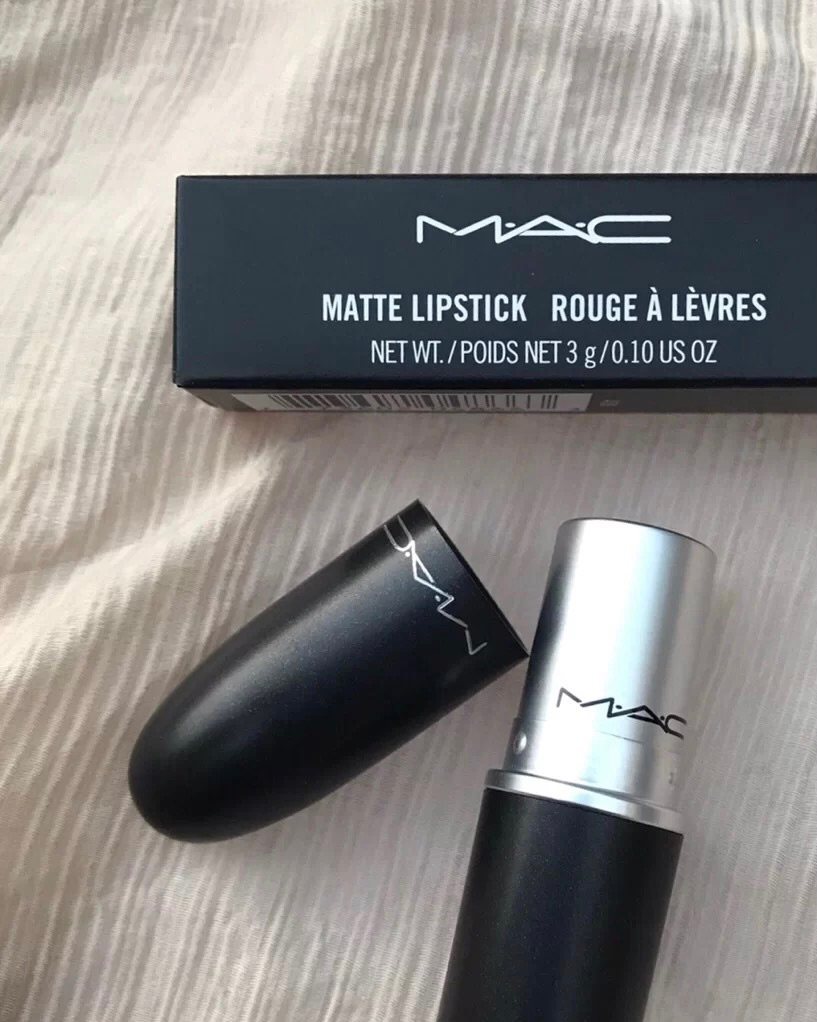 M·A·C
MATTE LIPSTICK ROUGE À LÈVRES
NET WT. / POIDS NET 3 g / 0.10 US OZ
M·A·C
M·A·C